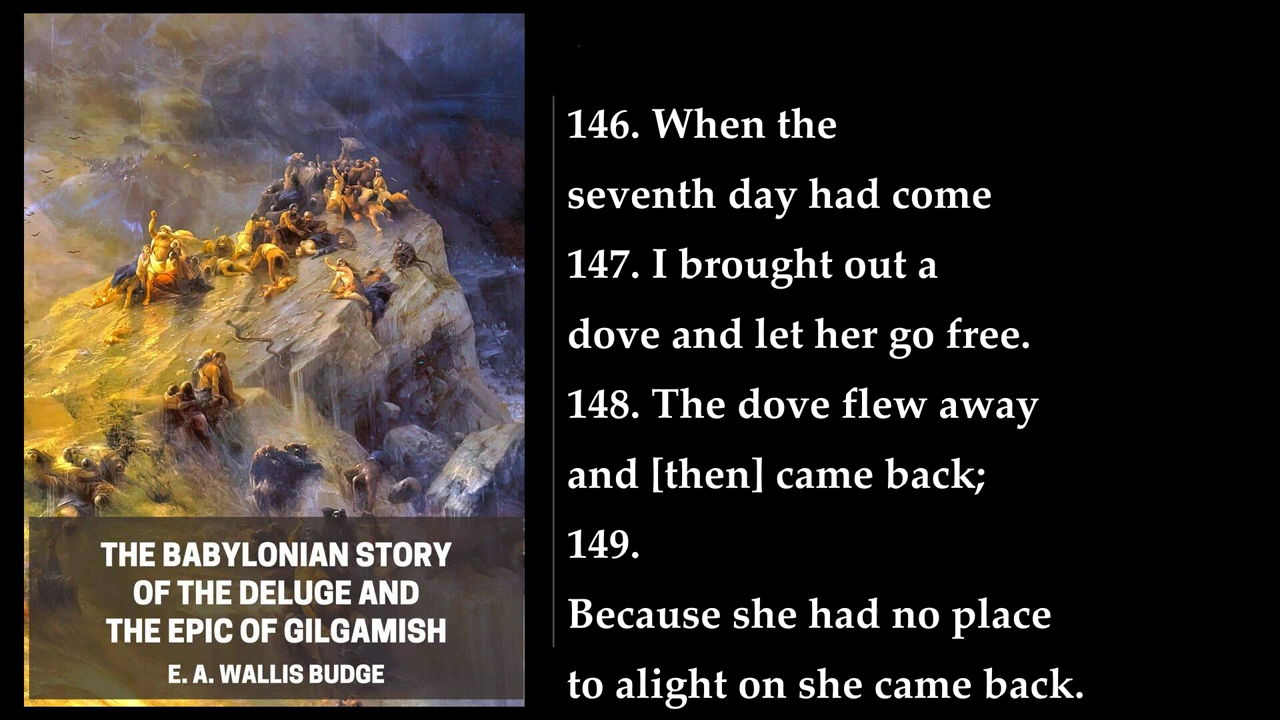 THE BABYLONIAN STORY
OF THE DELUGE AND
THE EPIC OF GILGAMISH
E. A. WALLIS BUDGE
146. When the
seventh day had come
147. I brought out a
dove and let her go free.
148. The dove flew away
and [then] came back;
149.
Because she had no place
to alight on she came back.